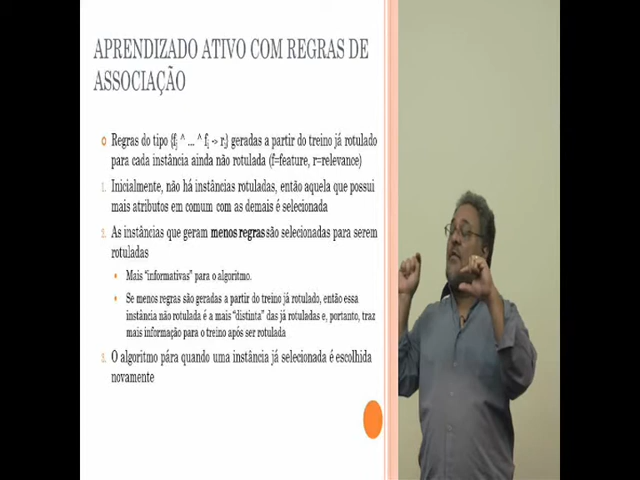 APRENDIZADO ATIVO COM REGRAS DE
ASSOCIAÇÃO
Regras do tipo {fj ^ ... ^ fl -> ri} geradas a partir do treino já rotulado
para cada instância ainda não rotulada (f=feature, r=relevance)
1. Inicialmente, não há instâncias rotuladas, então aquela que possui
mais atributos em comum com as demais é selecionada
2. As instâncias que geram menos regras são selecionadas para serem
rotuladas
Mais “informativas” para o algoritmo.
Se menos regras são geradas a partir do treino já rotulado, então essa
instância não rotulada é a mais “distinta” das já rotuladas e, portanto, traz
mais informação para o treino após ser rotulada
3. O algoritmo pára quando uma instância já selecionada é escolhida
novamente